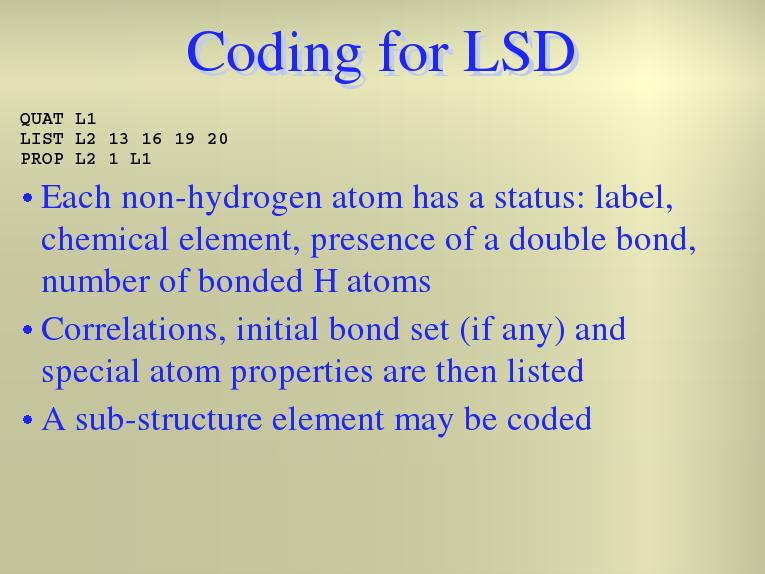 Coding for LSD
QUAT L1
LIST L2 13 16 19 20
PROP L2 1 L1
• Each non-hydrogen atom has a status: label,
chemical element, presence of a double bond,
number of bonded H atoms
• Correlations, initial bond set (if any) and
special atom properties are then listed
• A sub-structure element may be coded